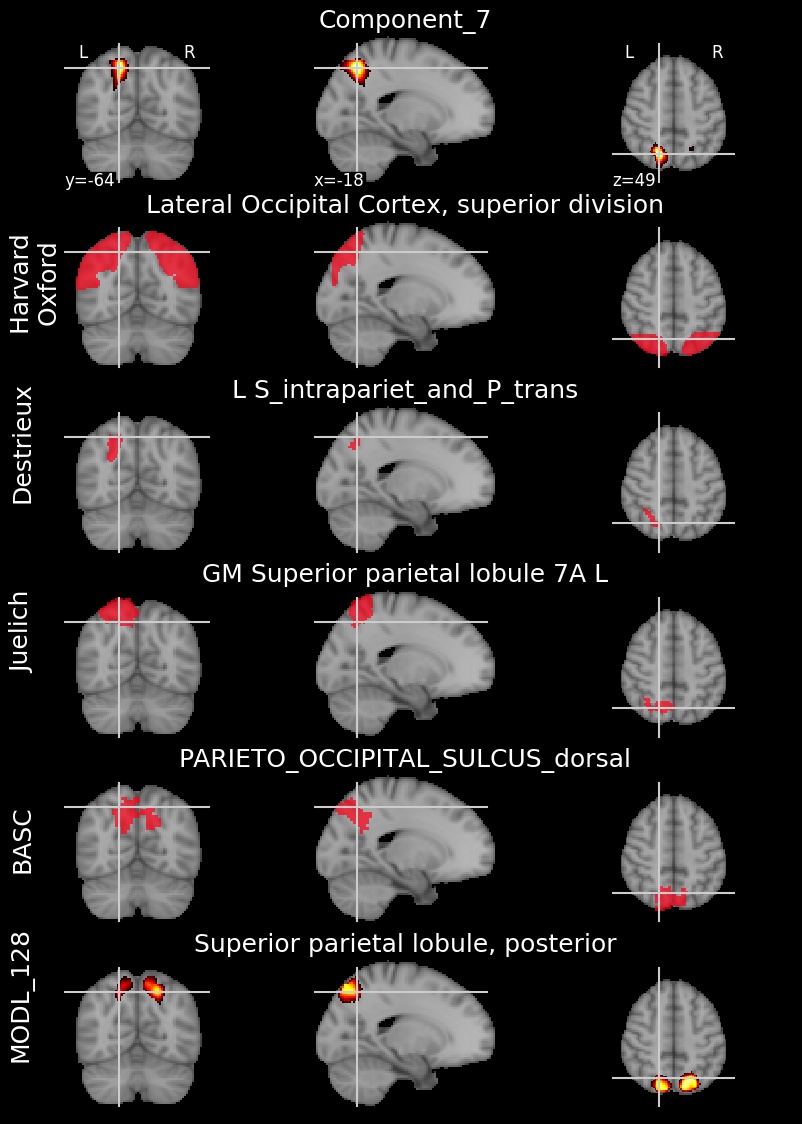 Component_7
L R
L R
y=-64 x=-18 z=49
Lateral Occipital Cortex, superior division
Harvard
Oxford
L S_intrapariet_and_P_trans
Destrieux
GM Superior parietal lobule 7A L
Juelich
PARIETO_OCCIPITAL_SULCUS_dorsal
BASC
Superior parietal lobule, posterior
MODL_128